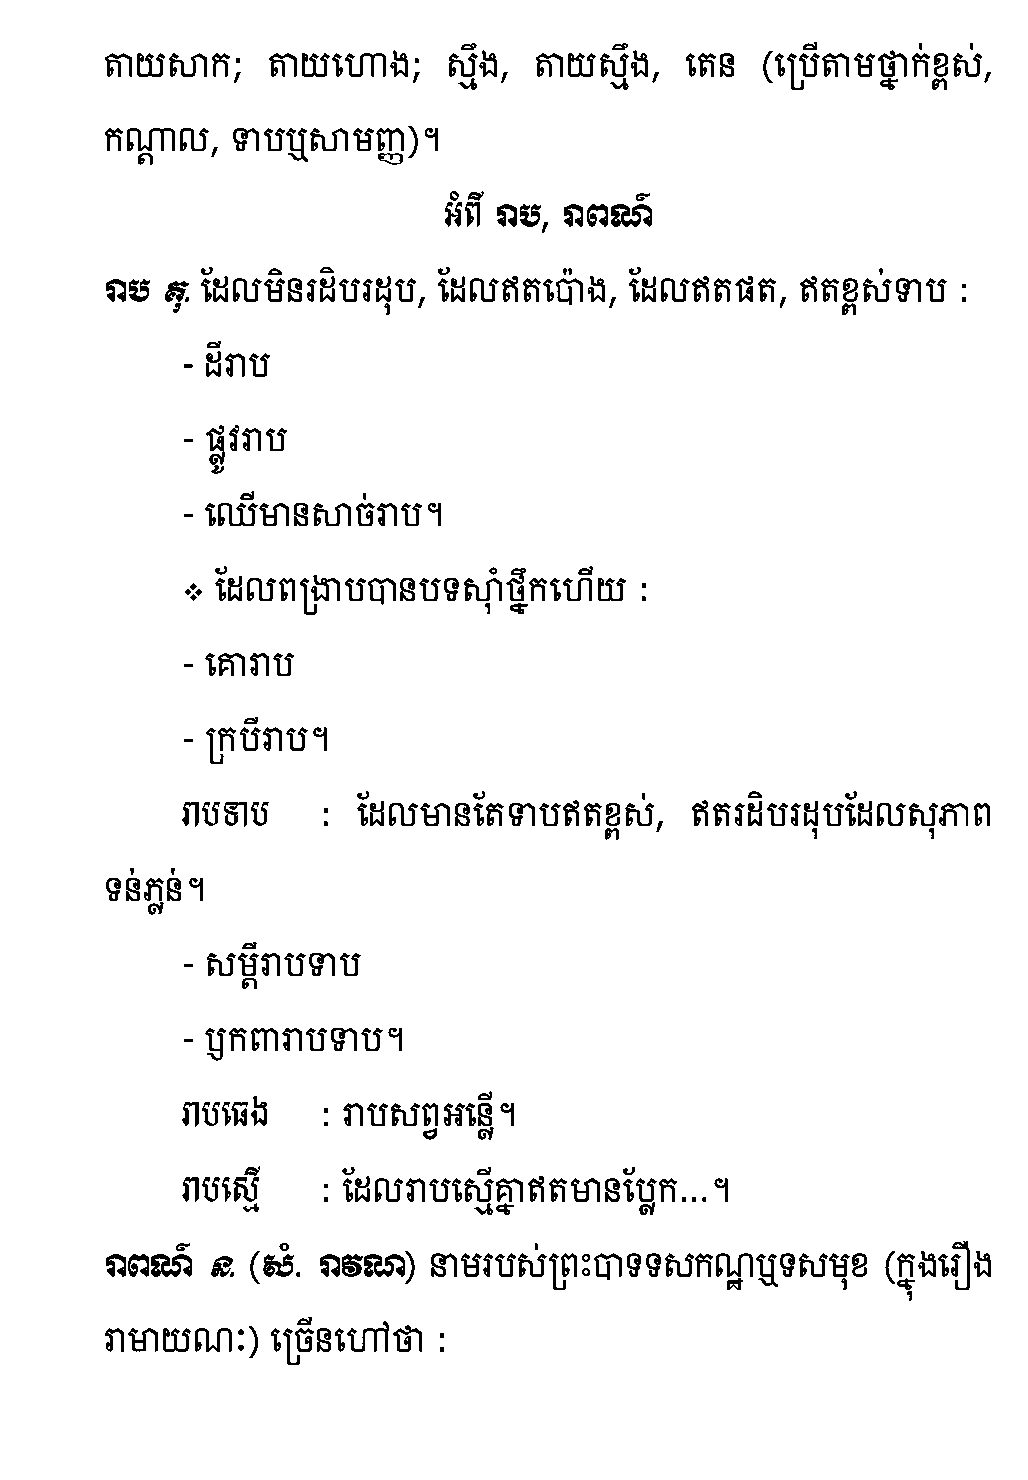 តាយសាក; តាយហោង; ស្មឹង, តាយស្មឹង, តេន (ប្រើតាមថ្នាក់ខ្ពស់,
កណ្ដាល, ទាបឬសាមញ្ញ)។
អំពី រាប, រាពណ៍
រាប គុ. ដែលមិនរដិបរដុប, ដែលឥតប៉ោង, ដែលឥតផត, ឥតខ្ពស់ទាប :
- ដីរាប
- ផ្លូវរាប
- ឈើមានសាច់រាប។
❖ ដែលពង្រាបបានបទស៊ាំថ្នឹកហើយ :
- គោរាប
- ក្របីរាប។
រាបទាប : ដែលមានតែទាបឥតខ្ពស់, ឥតរដិបរដុបដែលសុភាព
ទន់ភ្លន់។
- សម្ដីរាបទាប
- ឫកពារាបទាប។
រាបធេង : រាបសព្វអន្លើ។
រាបស្មើ : ដែលរាបស្មើគ្នាឥតមានប្លែក...។
រាពណ៍ ន. (សំ. រាវណ) នាមរបស់ព្រះបាទទសកណ្ឋឬទសមុខ (ក្នុងរឿង
រាមាយណៈ) ច្រើនហៅថា :